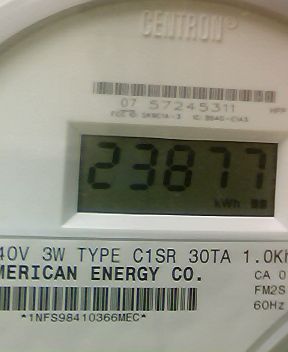 CENTRON®
07 57245311
23877
kWh
40V 3W TYPE C1SR 30TA 1.0Kh
MERICAN ENERGY CO.
CA 0
FM2S
60Hz
*1NFS98410366MEC*